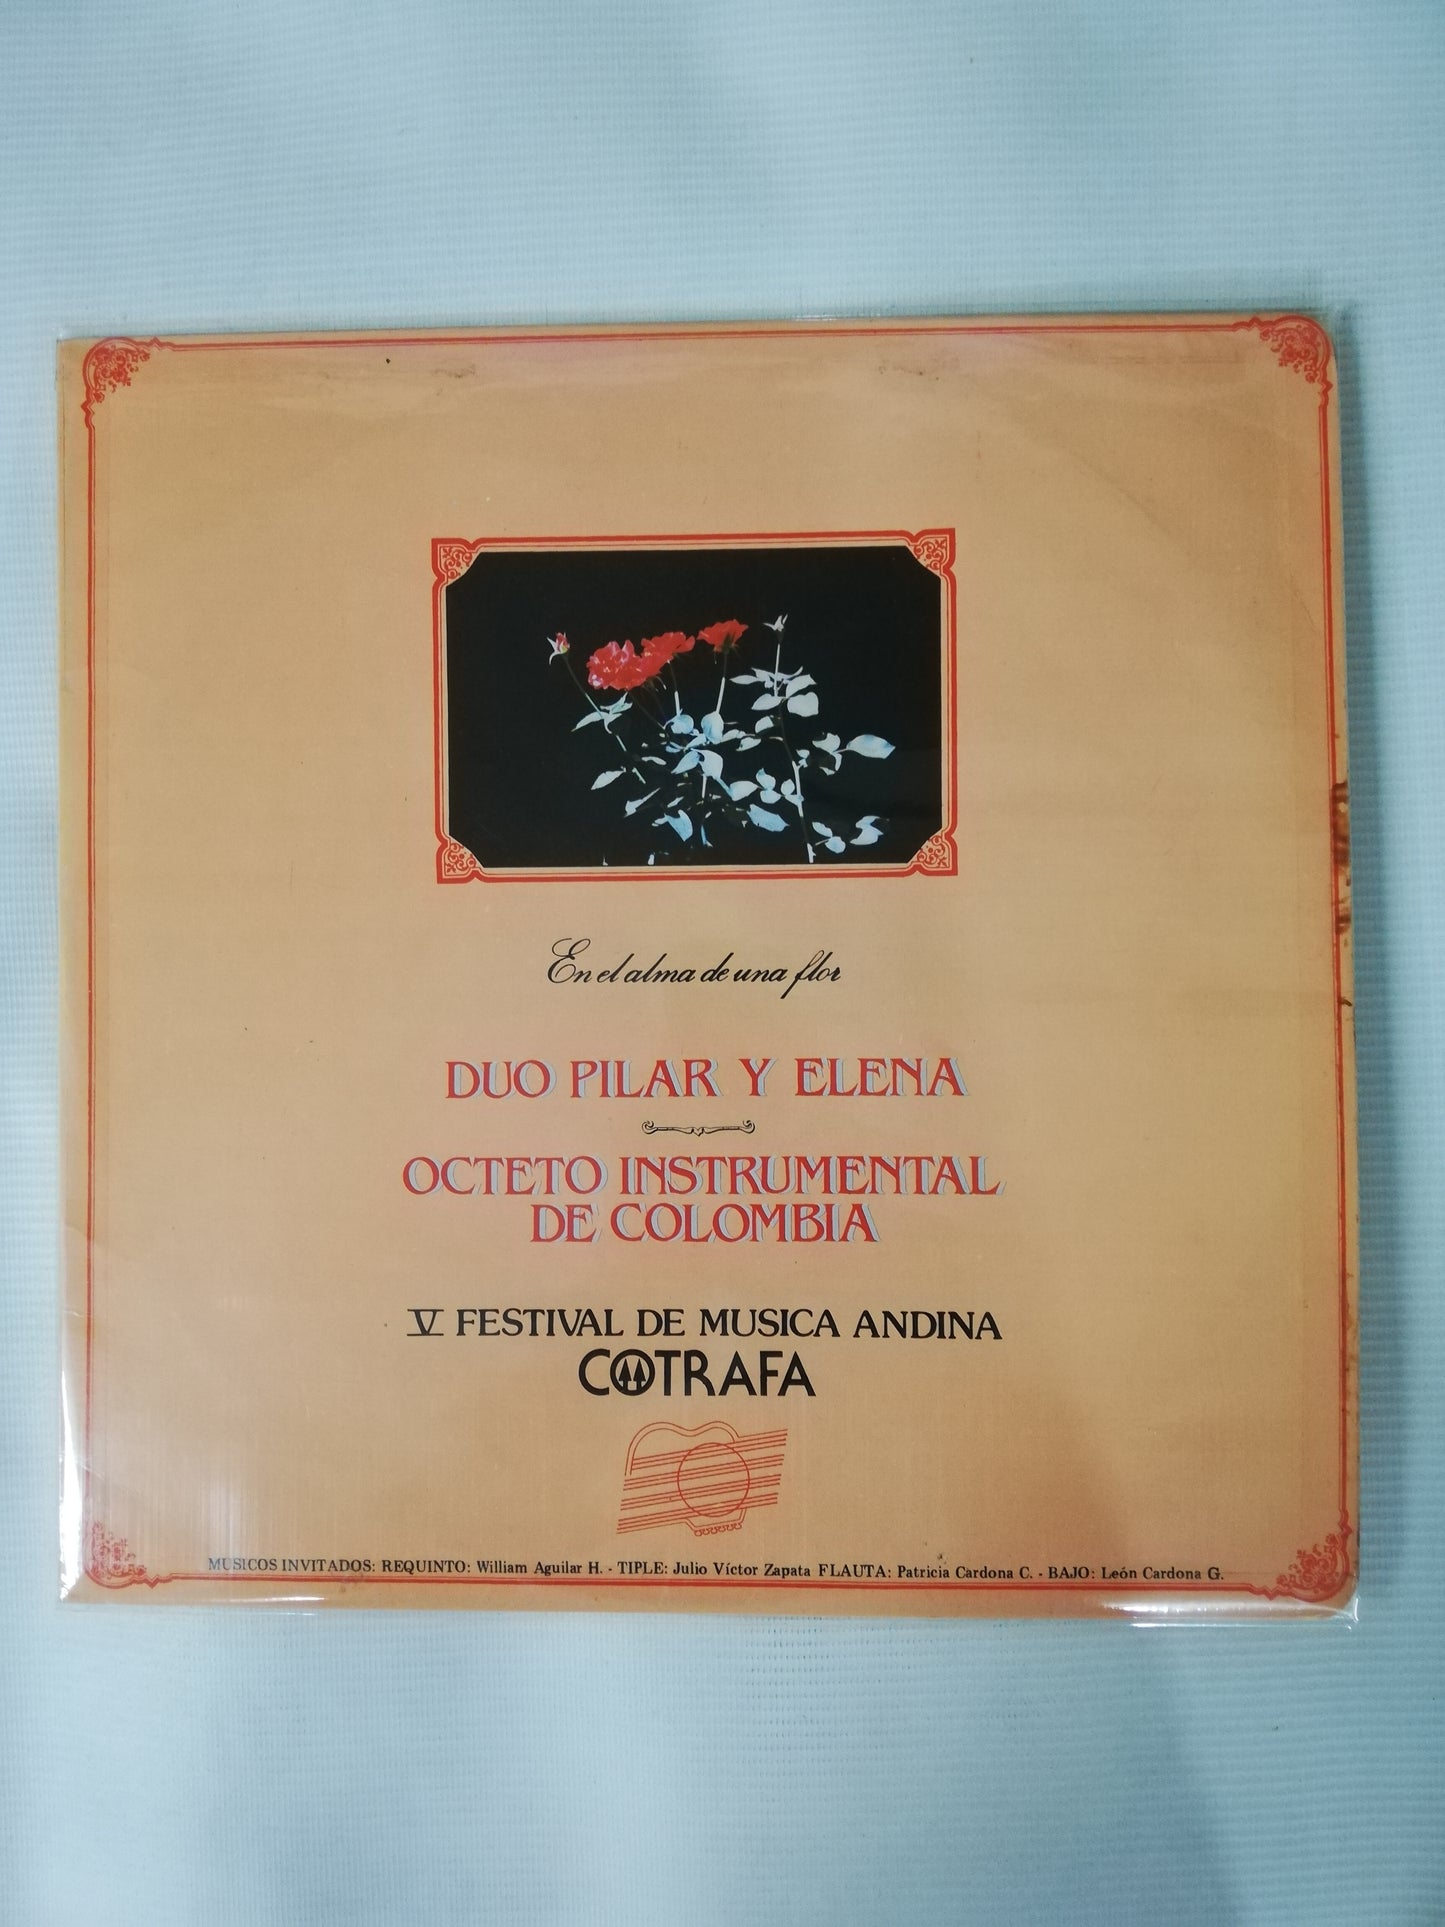 En el alma de una flor
DUO PILAR Y ELENA
OCTETO INSTRUMENTAL
DE COLOMBIA
V FESTIVAL DE MUSICA ANDINA
COTRAFA
MUSICOS INVITADOS: REQUINTO: William Aguilar H. - TIPLE: Julio Víctor Zapata FLAUTA: Patricia Cardona C. - BAJO: León Cardona G.